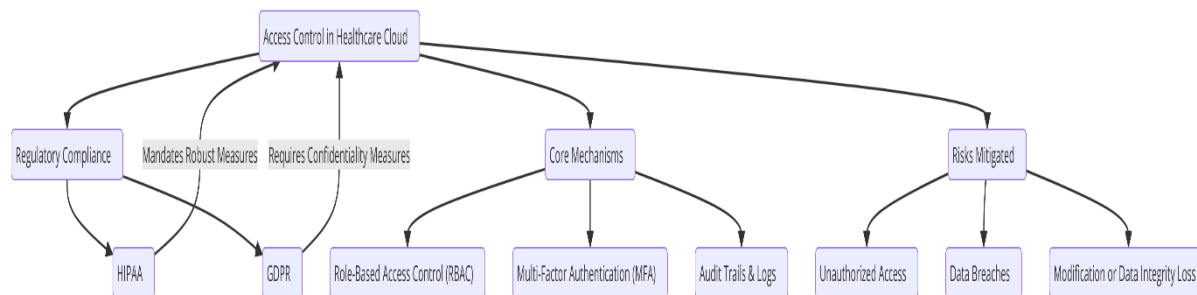 Access Control in Healthcare Cloud
Regulatory Compliance
Mandates Robust Measures
Requires Confidentiality Measures
Core Mechanisms
Risks Mitigated
HIPAA
GDPR
Role-Based Access Control (RBAC)
Multi-Factor Authentication (MFA)
Audit Trails & Logs
Unauthorized Access
Data Breaches
Modification or Data Integrity Loss